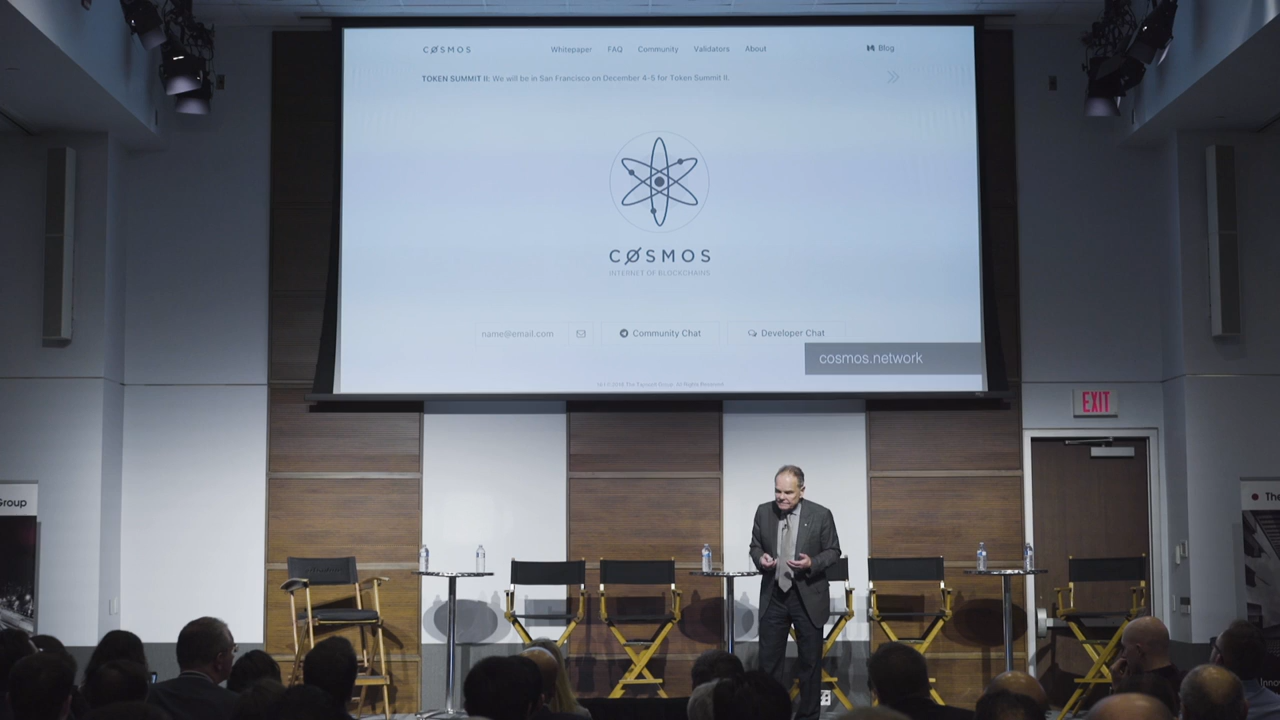 CØSMOS
Whitepaper FAQ Community Validators About
Blog
TOKEN SUMMIT II: We will be in San Francisco on December 4-5 for Token Summit II.
CØSMOS
INTERNET OF BLOCKCHAINS
name@email.com
Community Chat
Developer Chat
cosmos.network
EXIT
Group
The